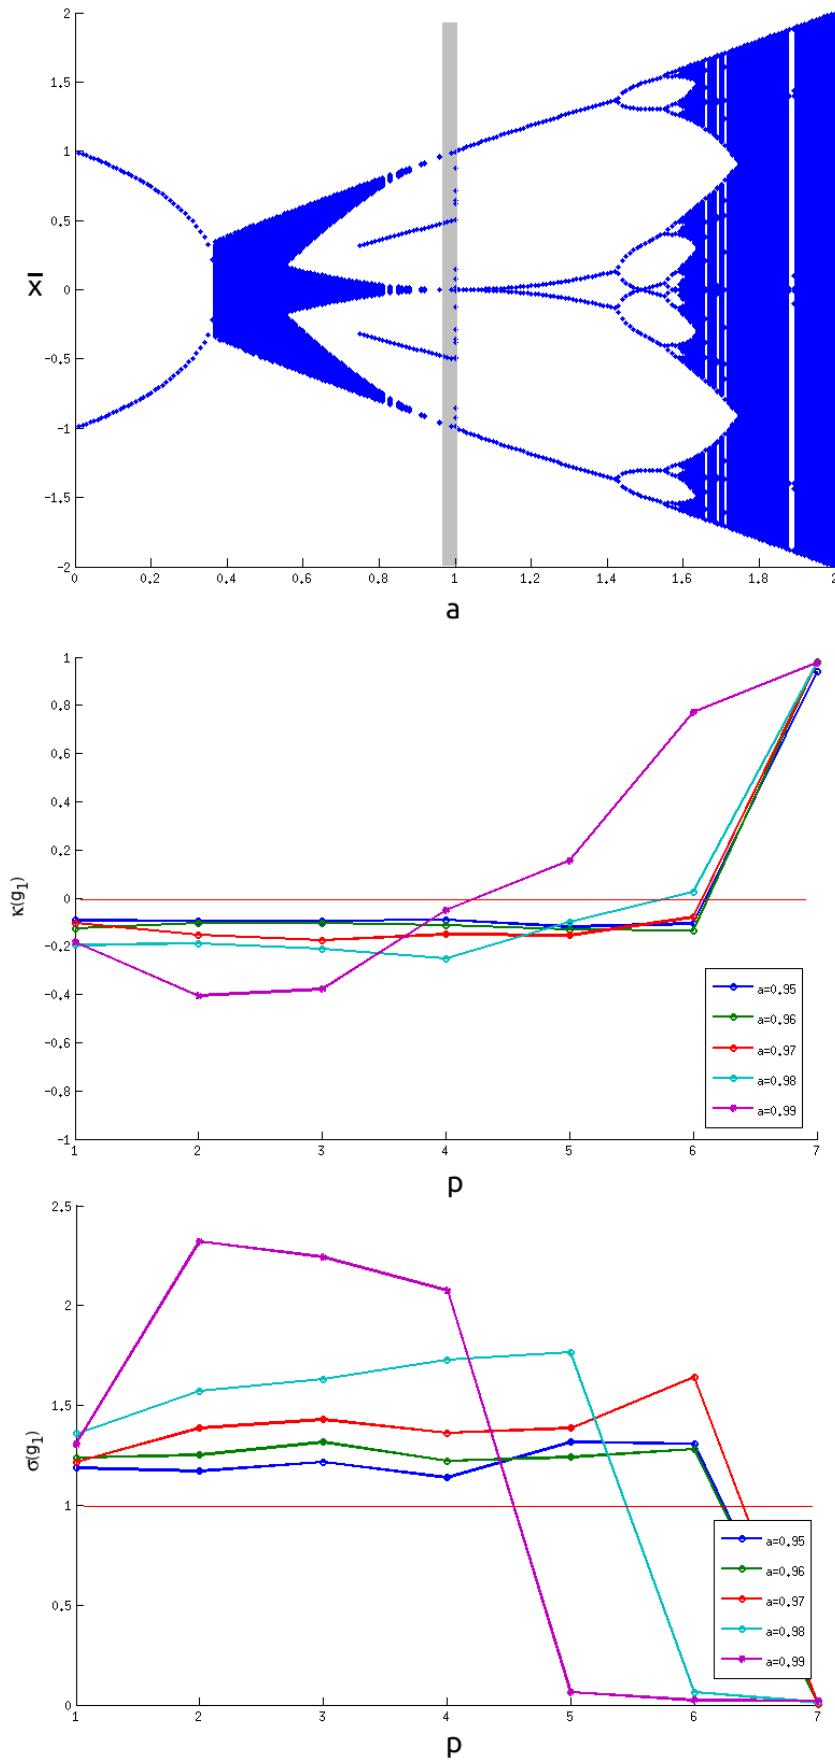 2
1.5
1
0.5
0
-0.5
-1
-1.5
-2
x̄
0 0.2 0.4 0.6 0.8 1 1.2 1.4 1.6 1.8 2
a
1
0.8
0.6
0.4
0.2
0
-0.2
-0.4
-0.6
-0.8
-1
κ(g₁)
a=0.95
a=0.96
a=0.97
a=0.98
a=0.99
1 2 3 4 5 6 7
p
2.5
2
1.5
1
0.5
0
σ(g₁)
a=0.95
a=0.96
a=0.97
a=0.98
a=0.99
1 2 3 4 5 6 7
p